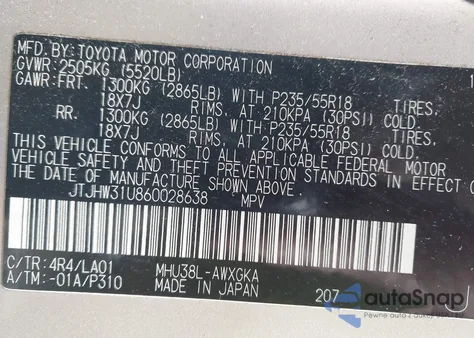 MFD.BY:TOYOTA MOTOR CORPORATION
GVWR:2505KG (5520LB)
GAWR:FRT. 1300KG (2865LB) WITH P235/55R18 TIRES,
18X7J RIMS, AT 210KPA (30PSI) COLD.
RR. 1300KG (2865LB) WITH P235/55R18 TIRES,
18X7J RIMS, AT 210KPA (30PSI) COLD.
THIS VEHICLE CONFORMS TO ALL APPLICABLE FEDERAL MOTOR
VEHICLE SAFETY AND THEFT PREVENTION STANDARDS IN EFFECT
THE DATE OF MANUFACTURE SHOWN ABOVE.
JTJHW31U860028638 MPV
C/TR:4R4/LA01 MHU38L-AWXGKA
A/TM:-01A/P310 MADE IN JAPAN 207 J
autoSnap
Pewne auto z USA